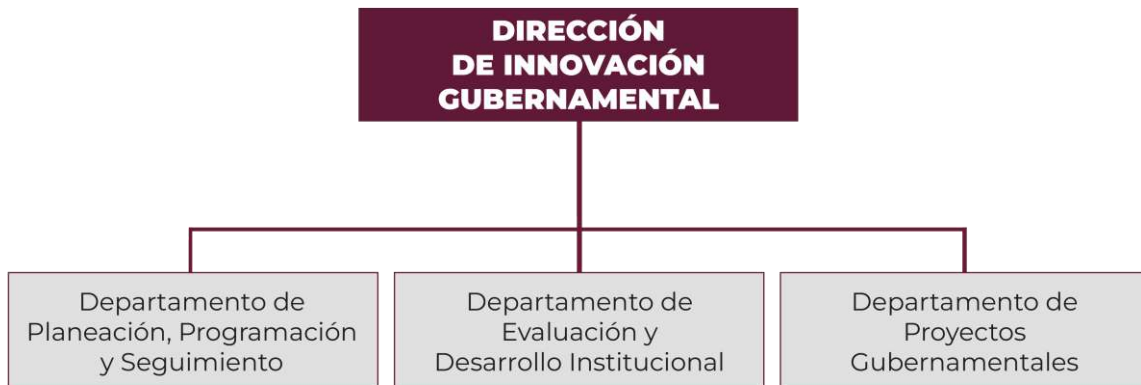 DIRECCIÓN
DE INNOVACIÓN
GUBERNAMENTAL
Departamento de
Planeación, Programación
y Seguimiento
Departamento de
Evaluación y
Desarrollo Institucional
Departamento de
Proyectos
Gubernamentales